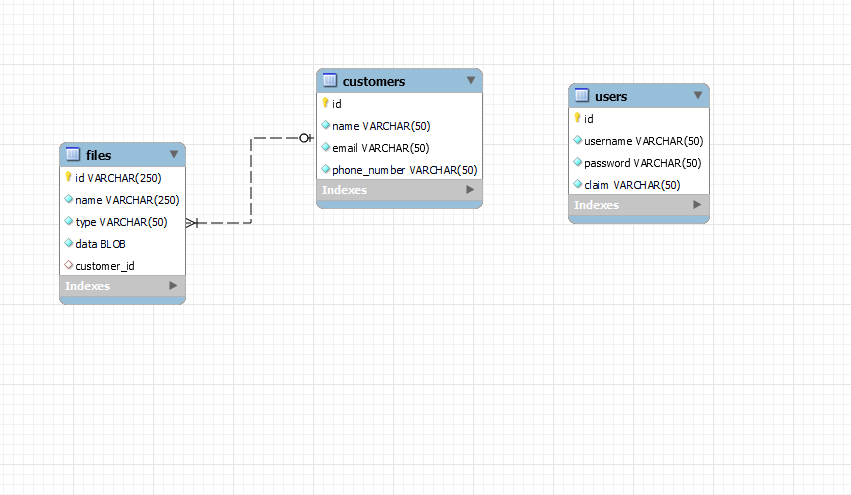 files
id VARCHAR(250)
name VARCHAR(250)
type VARCHAR(50)
data BLOB
customer_id
Indexes
customers
id
name VARCHAR(50)
email VARCHAR(50)
phone_number VARCHAR(50)
Indexes
users
id
username VARCHAR(50)
password VARCHAR(50)
claim VARCHAR(50)
Indexes